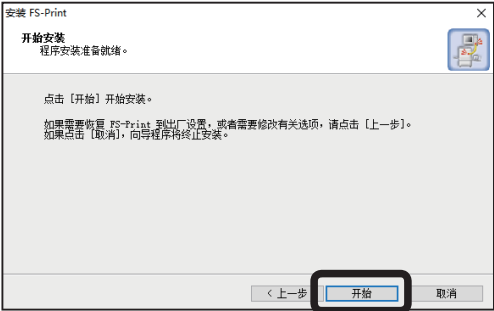 安装 FS-Print
开始安装
程序安装准备就绪。
点击 [开始] 开始安装。
如果需要恢复 FS-Print 到出厂设置，或者需要修改有关选项，请点击 [上一步]。
如果点击 [取消]，向导程序将终止安装。
< 上一步
开始
取消